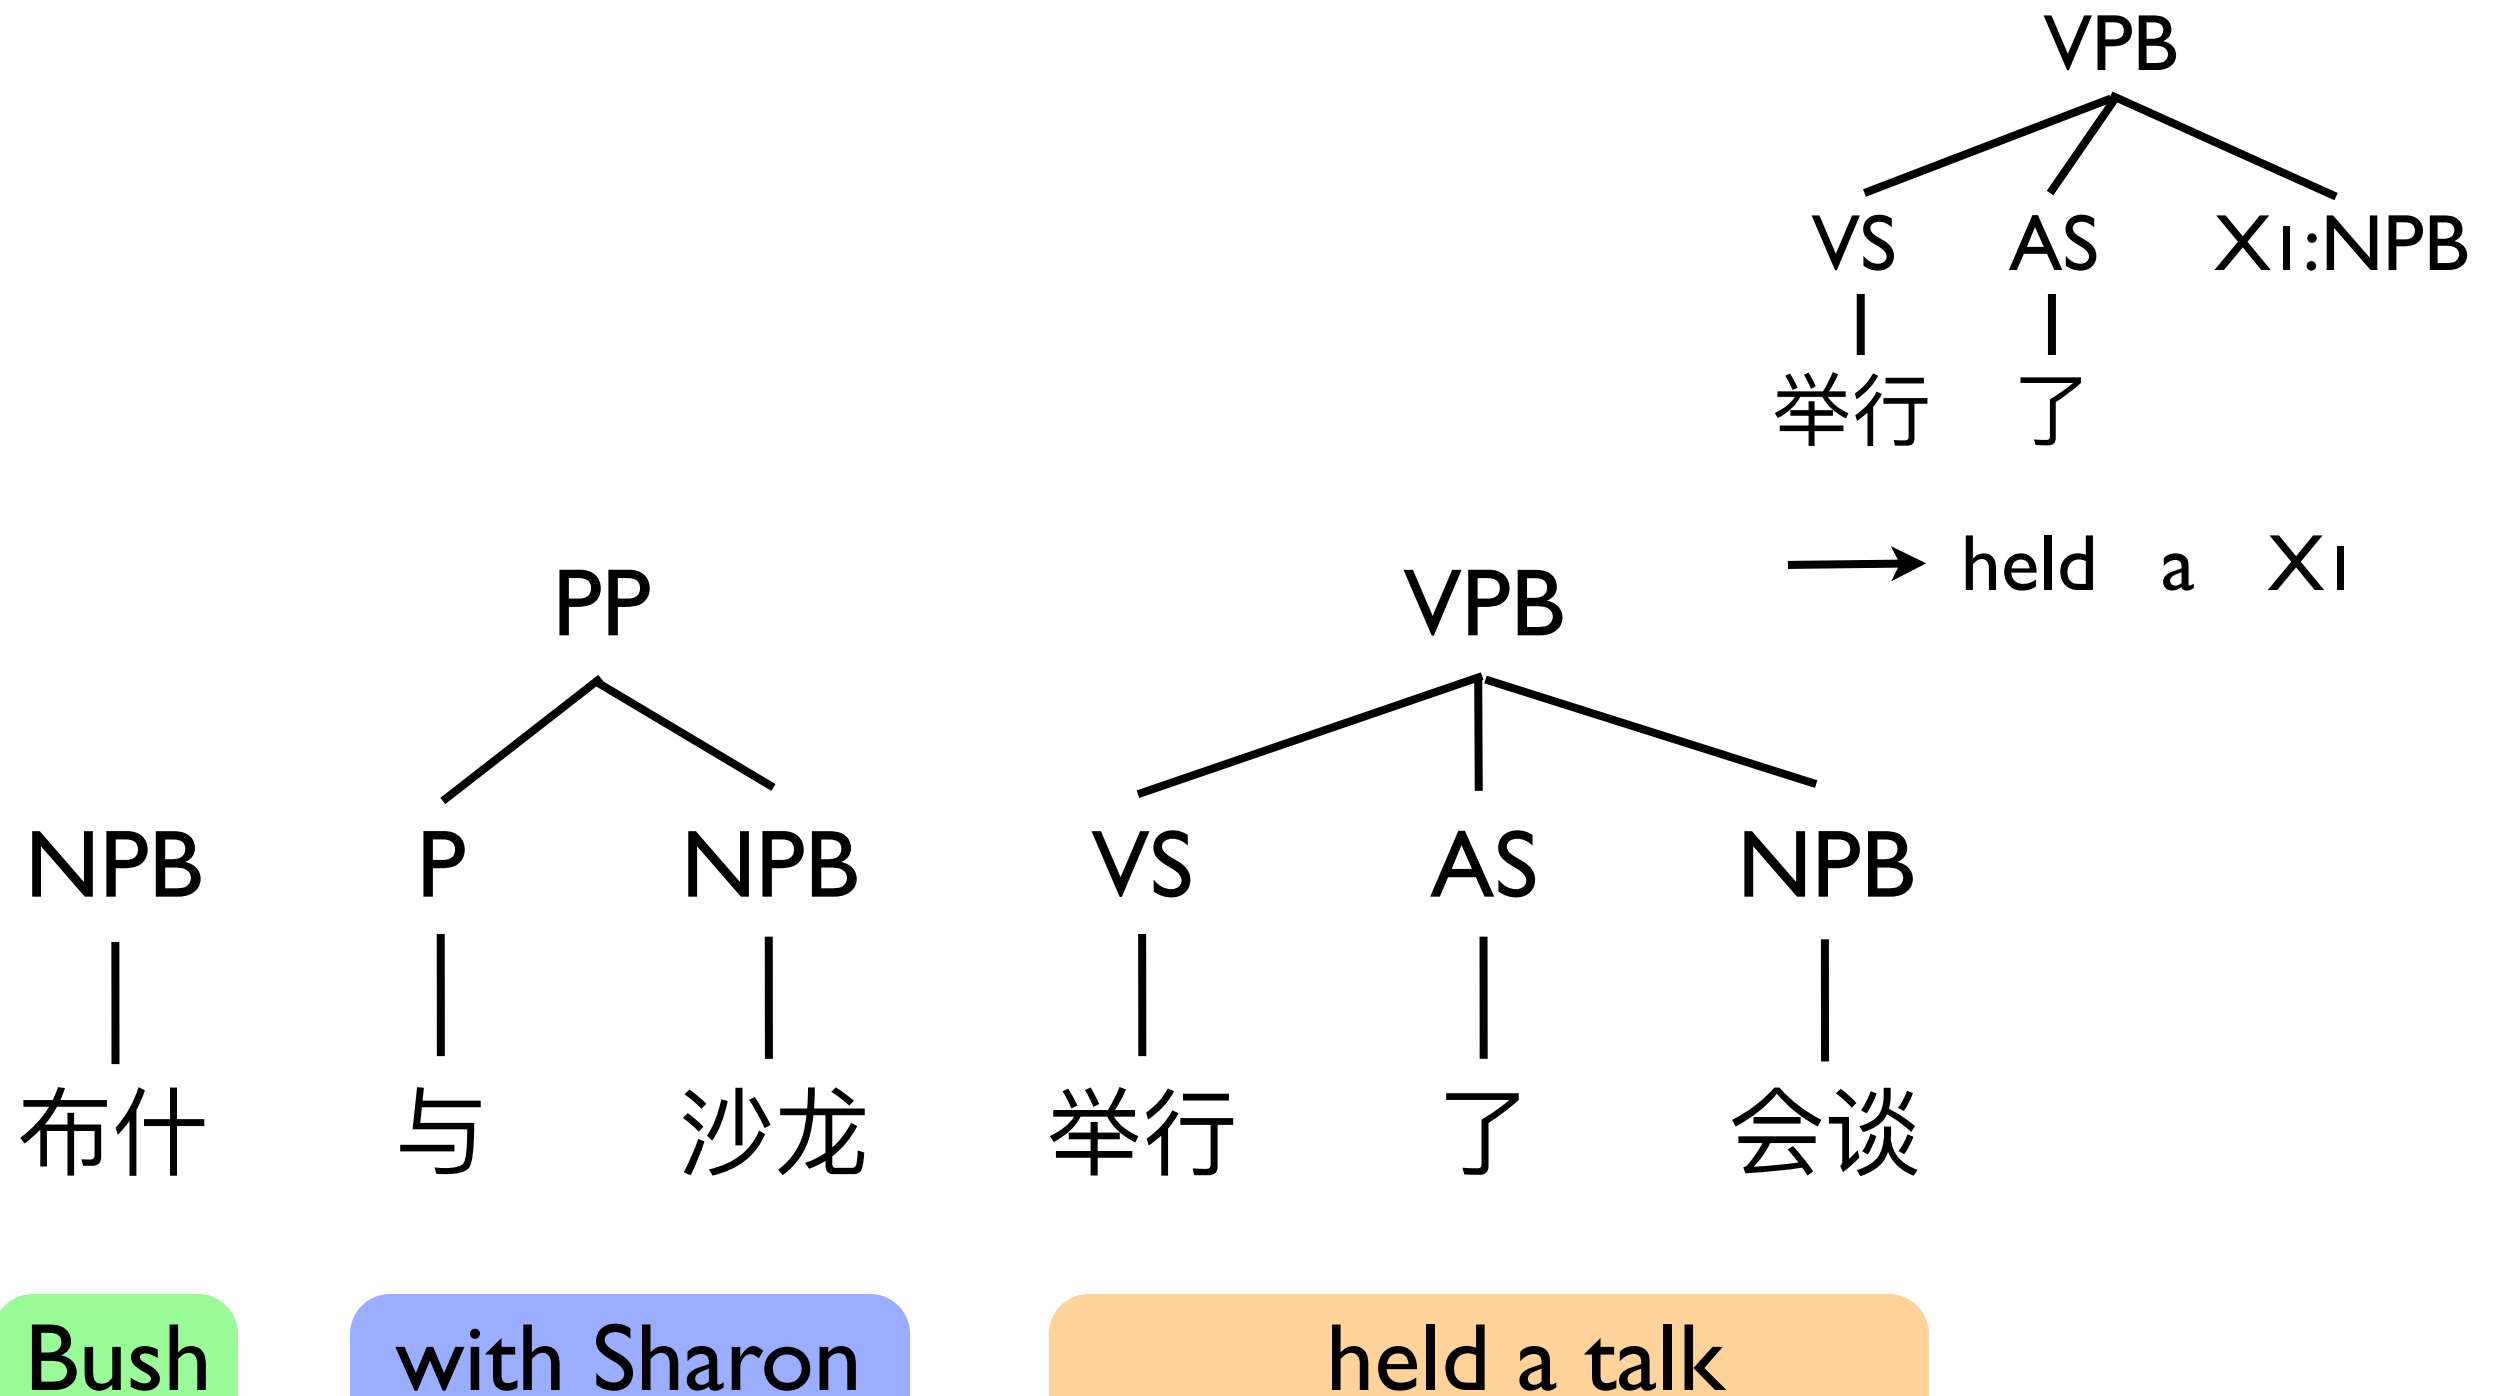 VPB
VS AS X1:NPB
举行 了
held a X1
PP VPB
NPB P NPB VS AS NPB
布什 与 沙龙 举行 了 会谈
Bush with Sharon held a talk